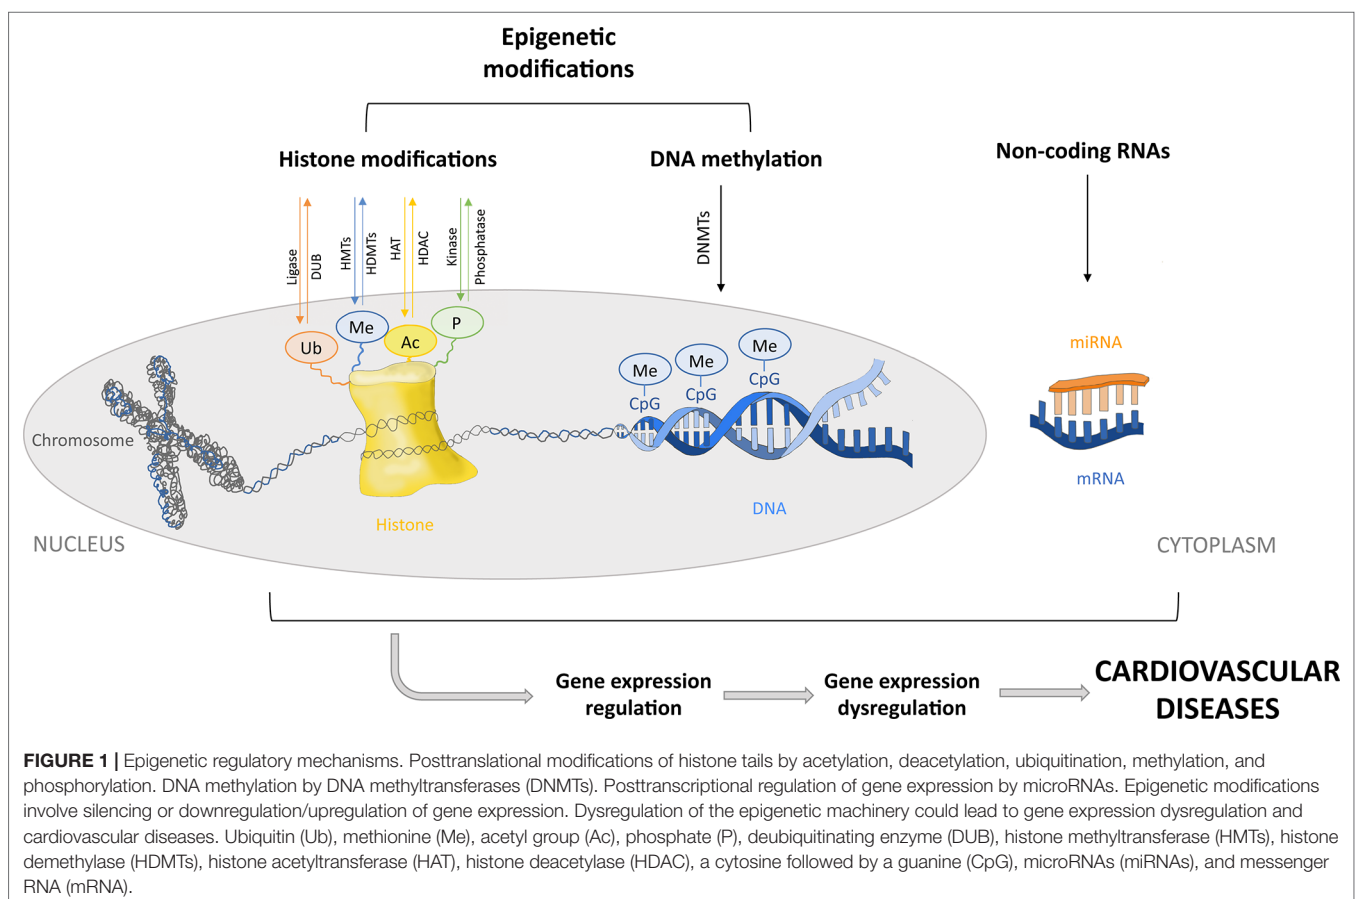 Epigenetic
modifications
Histone modifications
DNA methylation
Non-coding RNAs
Ligase
DUB
HMTs
HDMTs
HAT
HDAC
Kinase
Phosphatase
DNMTs
Ub
Me
Ac
P
Me
Me
Me
CpG
CpG
CpG
miRNA
mRNA
Chromosome
Histone
DNA
NUCLEUS
CYTOPLASM
Gene expression
regulation
Gene expression
dysregulation
CARDIOVASCULAR
DISEASES
FIGURE 1 | Epigenetic regulatory mechanisms. Posttranslational modifications of histone tails by acetylation, deacetylation, ubiquitination, methylation, and
phosphorylation. DNA methylation by DNA methyltransferases (DNMTs). Posttranscriptional regulation of gene expression by microRNAs. Epigenetic modifications
involve silencing or downregulation/upregulation of gene expression. Dysregulation of the epigenetic machinery could lead to gene expression dysregulation and
cardiovascular diseases. Ubiquitin (Ub), methionine (Me), acetyl group (Ac), phosphate (P), deubiquitinating enzyme (DUB), histone methyltransferase (HMTs), histone
demethylase (HDMTs), histone acetyltransferase (HAT), histone deacetylase (HDAC), a cytosine followed by a guanine (CpG), microRNAs (miRNAs), and messenger
RNA (mRNA).